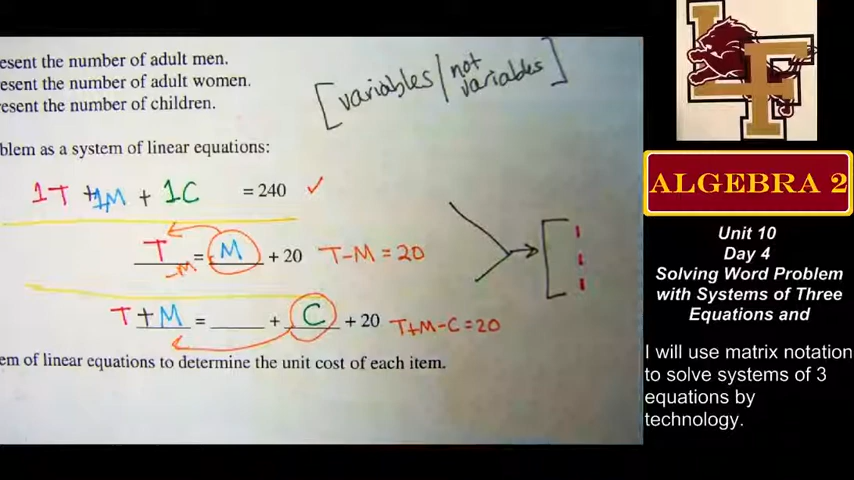 esent the number of adult men.
esent the number of adult women.
esent the number of children.
[variables | not variables]
blem as a system of linear equations:
1T + 1M + 1C = 240 ✓
T = M + 20 T-M = 20
-M
T + M = ____ + C + 20 T+M-C=20
em of linear equations to determine the unit cost of each item.
LF
ALGEBRA 2
Unit 10
Day 4
Solving Word Problem
with Systems of Three
Equations and
I will use matrix notation
to solve systems of 3
equations by
technology.